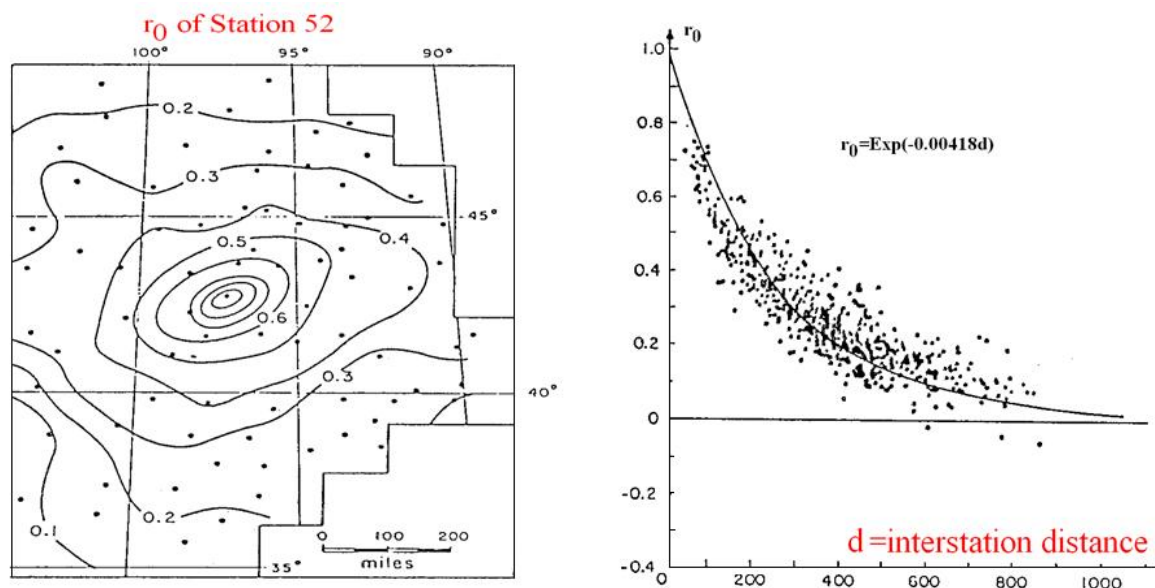 r0 of Station 52
100° 95° 90°
0.2
0.3
45°
0.5 0.4
0.6
0.3
40°
0.2
0.1
0 100 200
miles
35°
r0
1.0
0.8
r0=Exp(-0.00418d)
0.6
0.4
0.2
0
-0.2
d =interstation distance
-0.4
0 200 400 600 800 1000